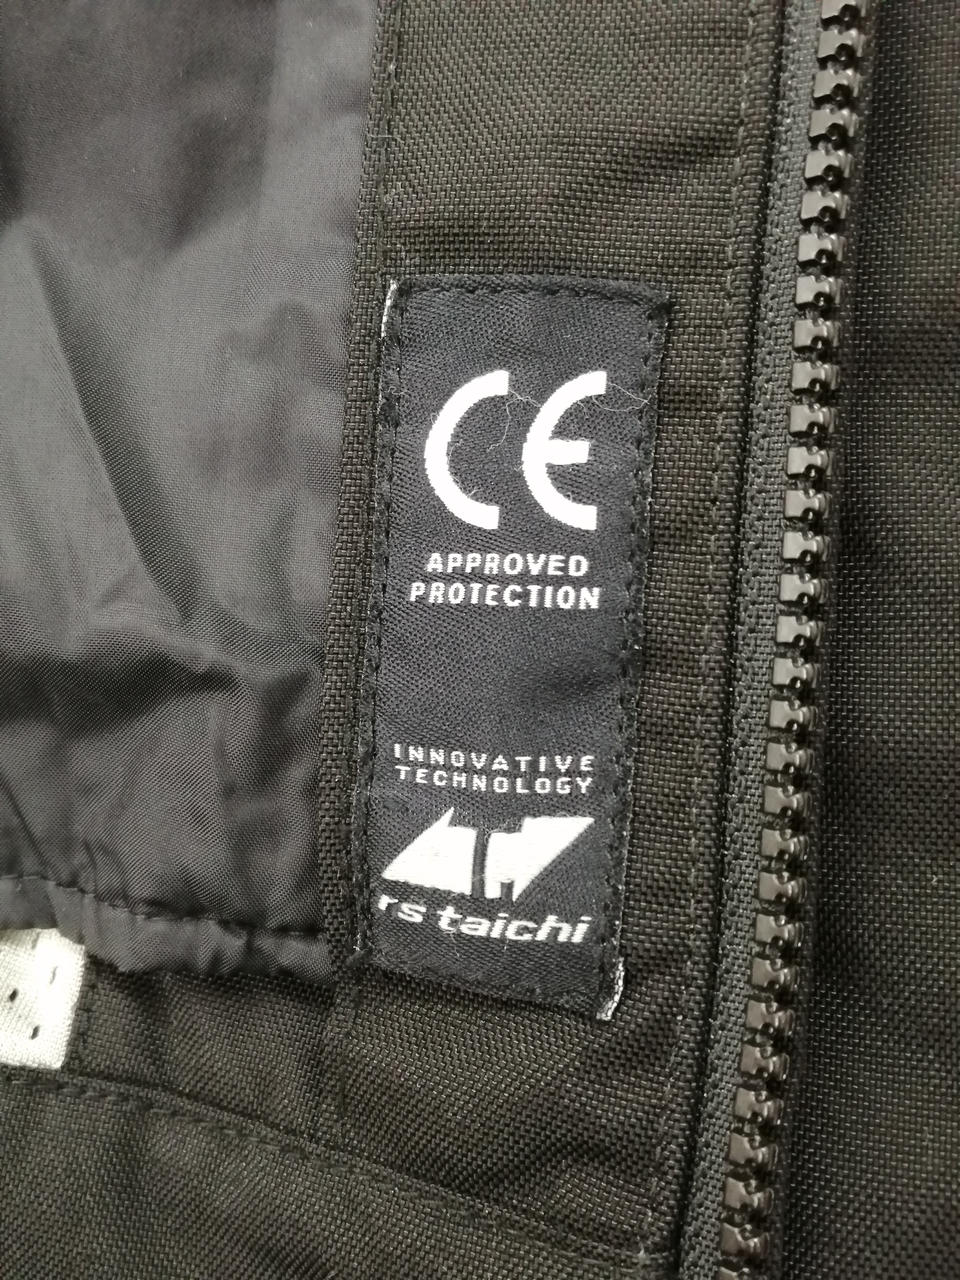 CE
APPROVED
PROTECTION
INNOVATIVE
TECHNOLOGY
rs taichi